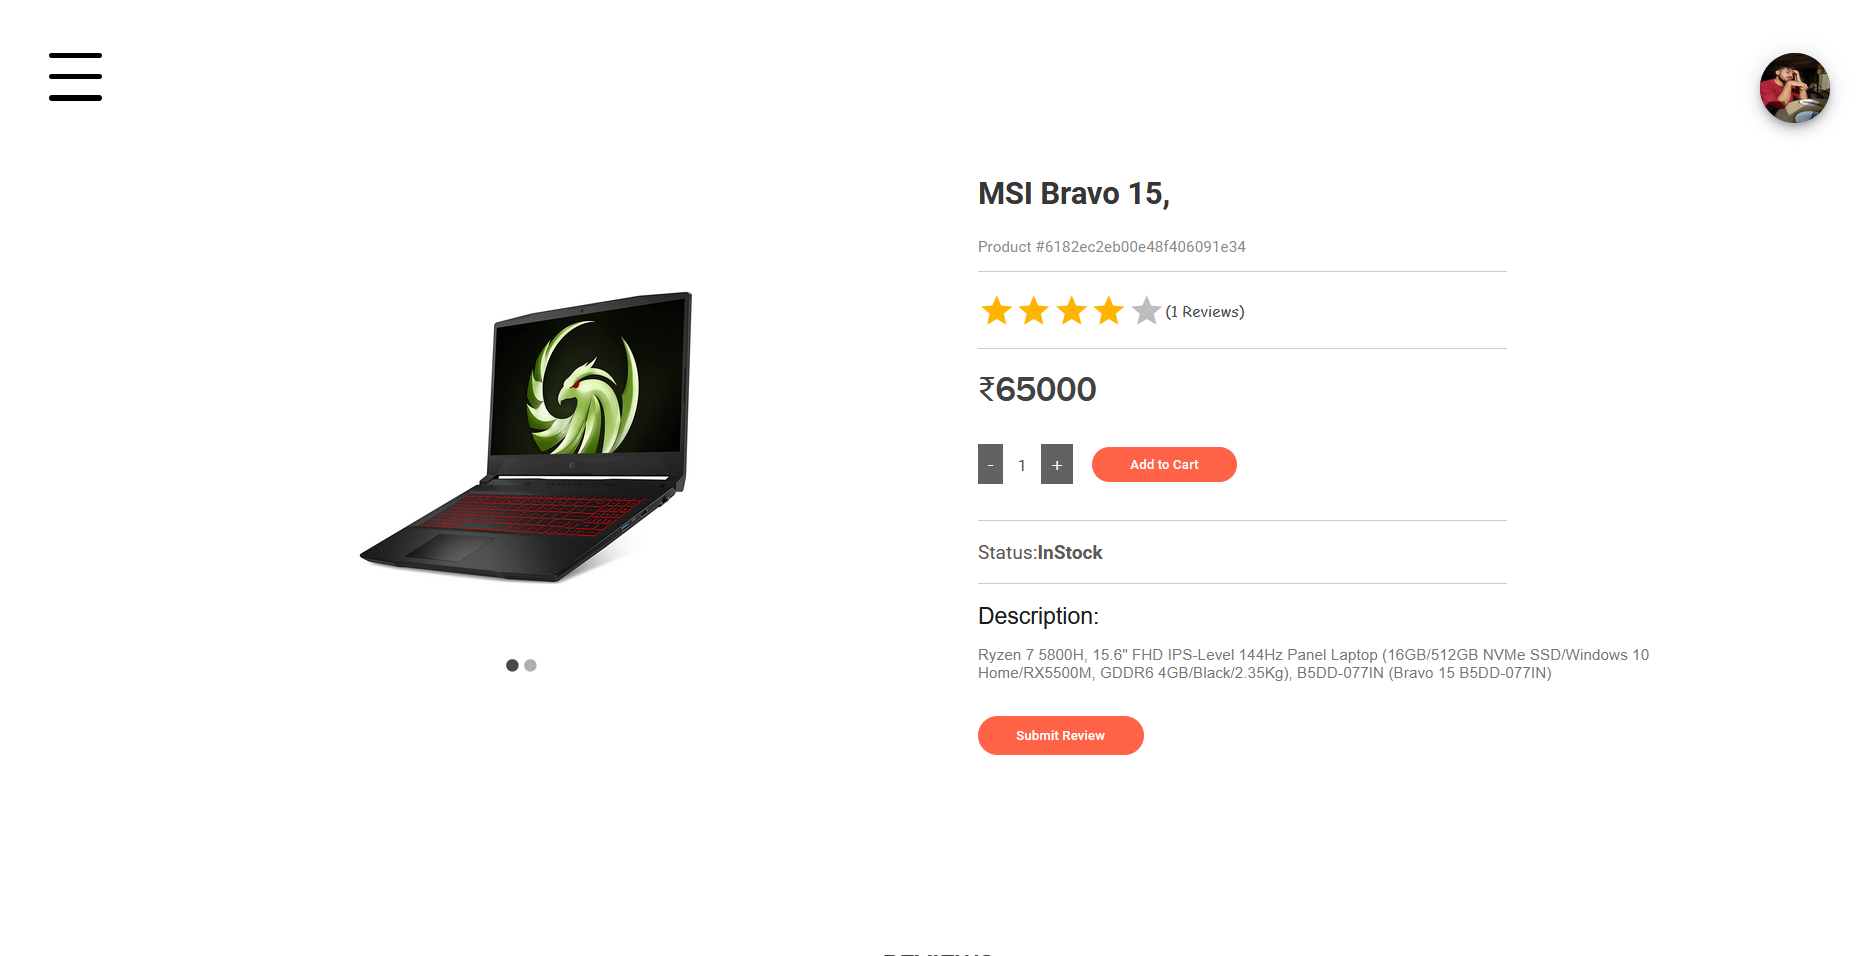 MSI Bravo 15,
Product #6182ec2eb00e48f406091e34
(1 Reviews)
₹65000
- 1 + Add to Cart
Status:InStock
Description:
Ryzen 7 5800H, 15.6" FHD IPS-Level 144Hz Panel Laptop (16GB/512GB NVMe SSD/Windows 10
Home/RX5500M, GDDR6 4GB/Black/2.35Kg), B5DD-077IN (Bravo 15 B5DD-077IN)
Submit Review
REVIEWS